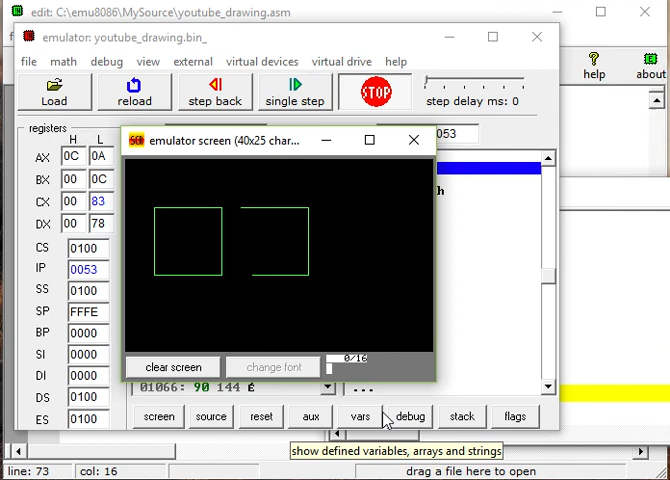 edit: C:\emu8086\MySource\youtube_drawing.asm
emulator: youtube_drawing.bin_
file math debug view external virtual devices virtual drive help
Load reload step back single step STOP step delay ms: 0
help about
registers
H L
053
emulator screen (40x25 char...
AX 0C 0A
BX 00 0C
h
CX 00 83
DX 00 78
CS 0100
IP 0053
SS 0100
SP FFFE
BP 0000
SI 0000
DI 0000
DS 0100
ES 0100
clear screen change font 0/16
01066: 90 144 É ...
screen source reset aux vars debug stack flags
show defined variables, arrays and strings
line: 73 col: 16 drag a file here to open